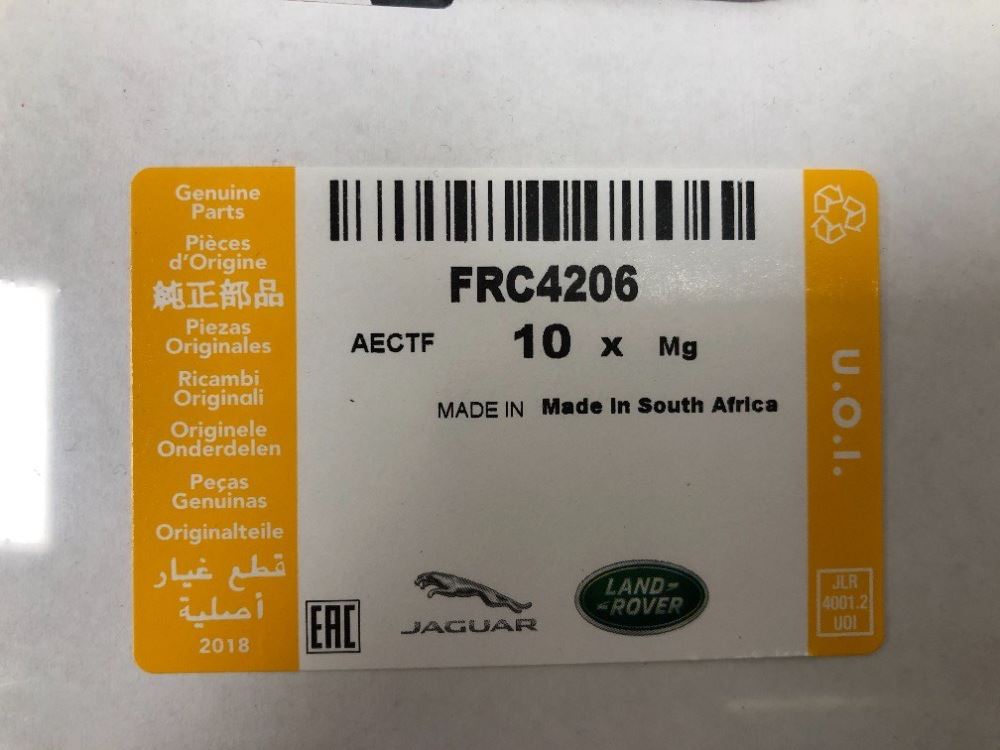 Genuine
Parts
Pièces
d'Origine
純正部品
Piezas
Originales
Ricambi
Originali
Originele
Onderdelen
Peças
Genuinas
Originalteile
قطع غيار
أصلية
2018
FRC4206
AECTF 10 x Mg
MADE IN Made In South Africa
EAC
JAGUAR
LAND-
-ROVER
U.O.I.
JLR
4001.2
UOI